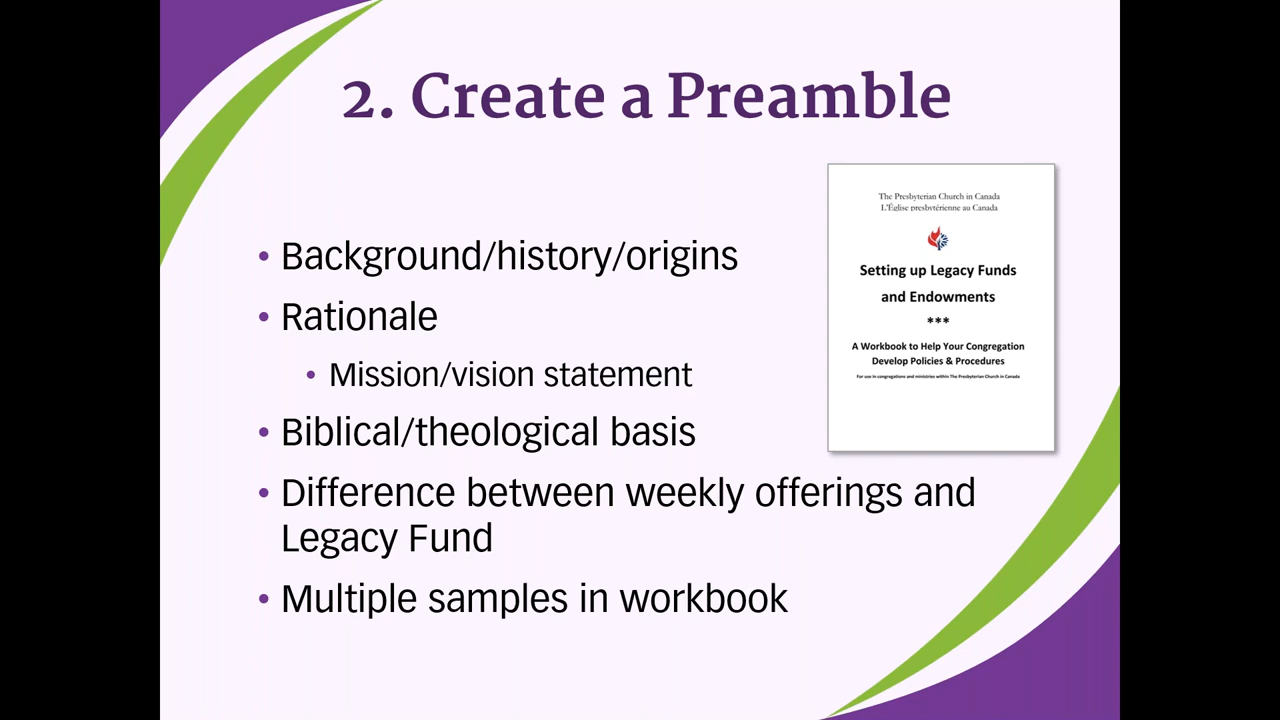 2. Create a Preamble
• Background/history/origins
• Rationale
• Mission/vision statement
• Biblical/theological basis
• Difference between weekly offerings and
Legacy Fund
• Multiple samples in workbook
The Presbyterian Church in Canada
L'Église presbytérienne au Canada
Setting up Legacy Funds
and Endowments
***
A Workbook to Help Your Congregation
Develop Policies & Procedures
For use in congregations and ministries within The Presbyterian Church in Canada